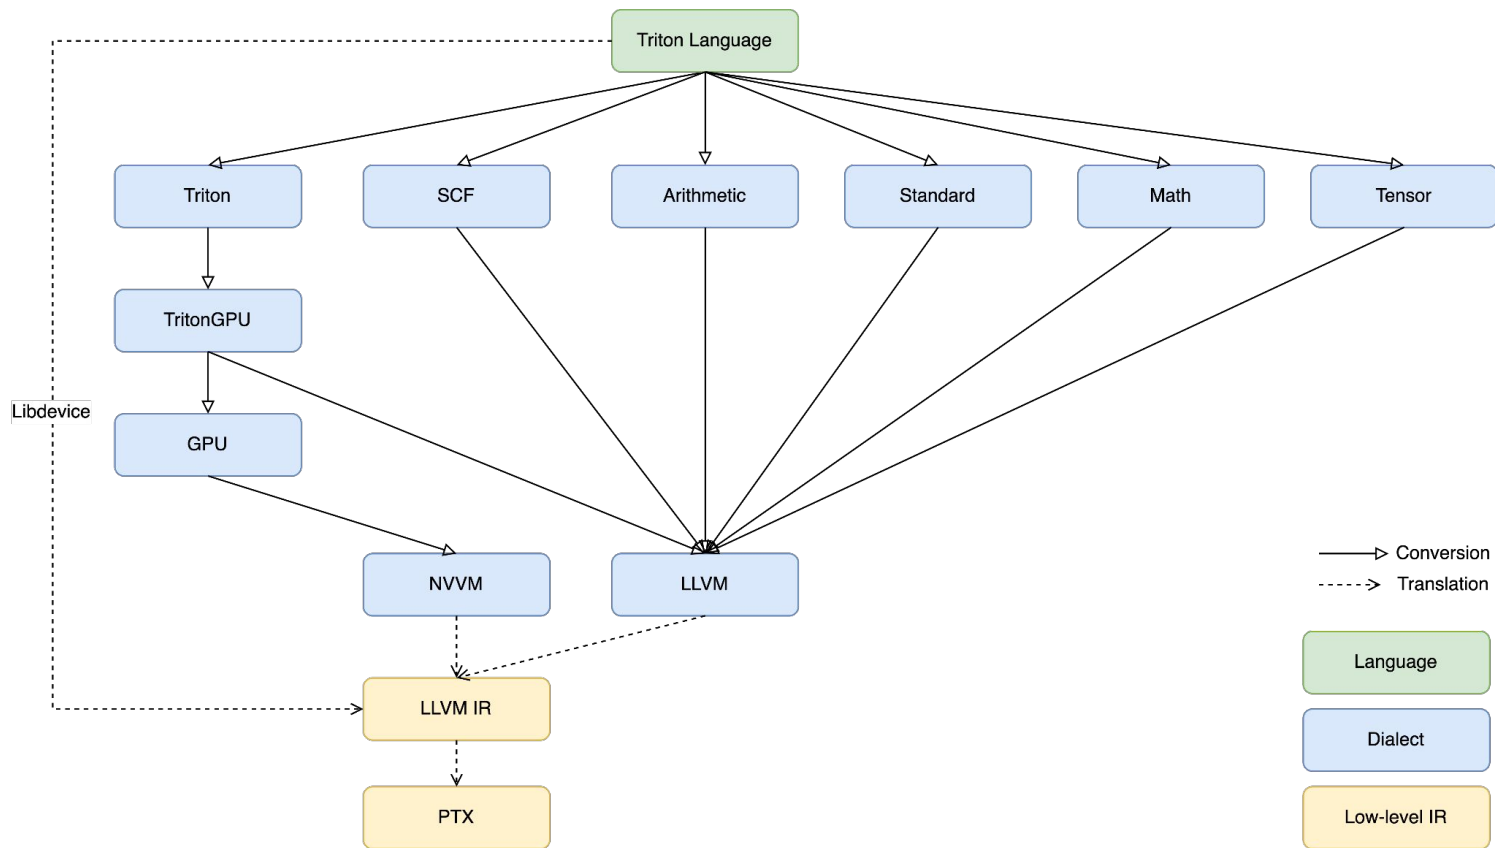 Triton Language
Triton
SCF
Arithmetic
Standard
Math
Tensor
TritonGPU
Libdevice
GPU
NVVM
LLVM
Conversion
Translation
LLVM IR
Language
PTX
Dialect
Low-level IR